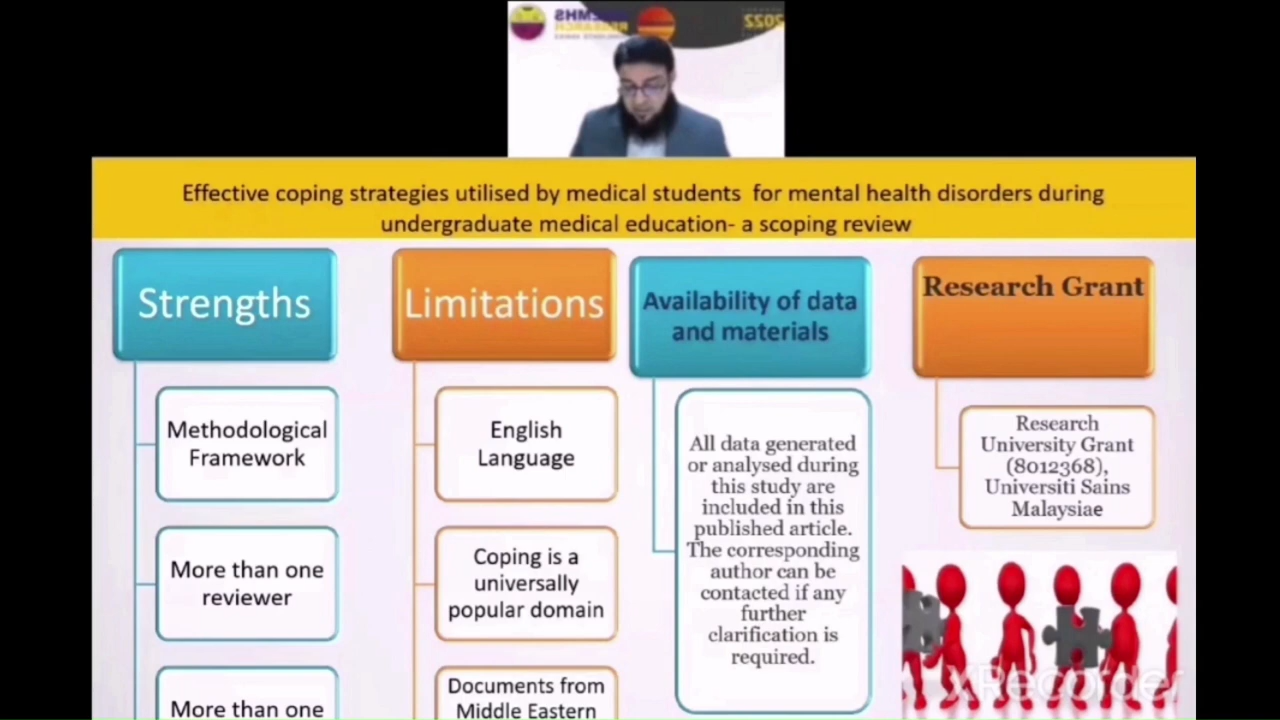 RESEARCH
2022
Effective coping strategies utilised by medical students for mental health disorders during
undergraduate medical education- a scoping review
Strengths
Methodological
Framework
More than one
reviewer
More than one
Limitations
English
Language
Coping is a
universally
popular domain
Documents from
Middle Eastern
Availability of data
and materials
All data generated
or analysed during
this study are
included in this
published article.
The corresponding
author can be
contacted if any
further
clarification is
required.
Research Grant
Research
University Grant
(8012368),
Universiti Sains
Malaysiae
XRecorder